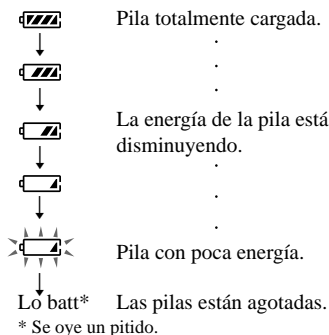 Pila totalmente cargada.
.
.
.
La energía de la pila está
disminuyendo.
.
.
.
Pila con poca energía.
Lo batt* Las pilas están agotadas.
* Se oye un pitido.